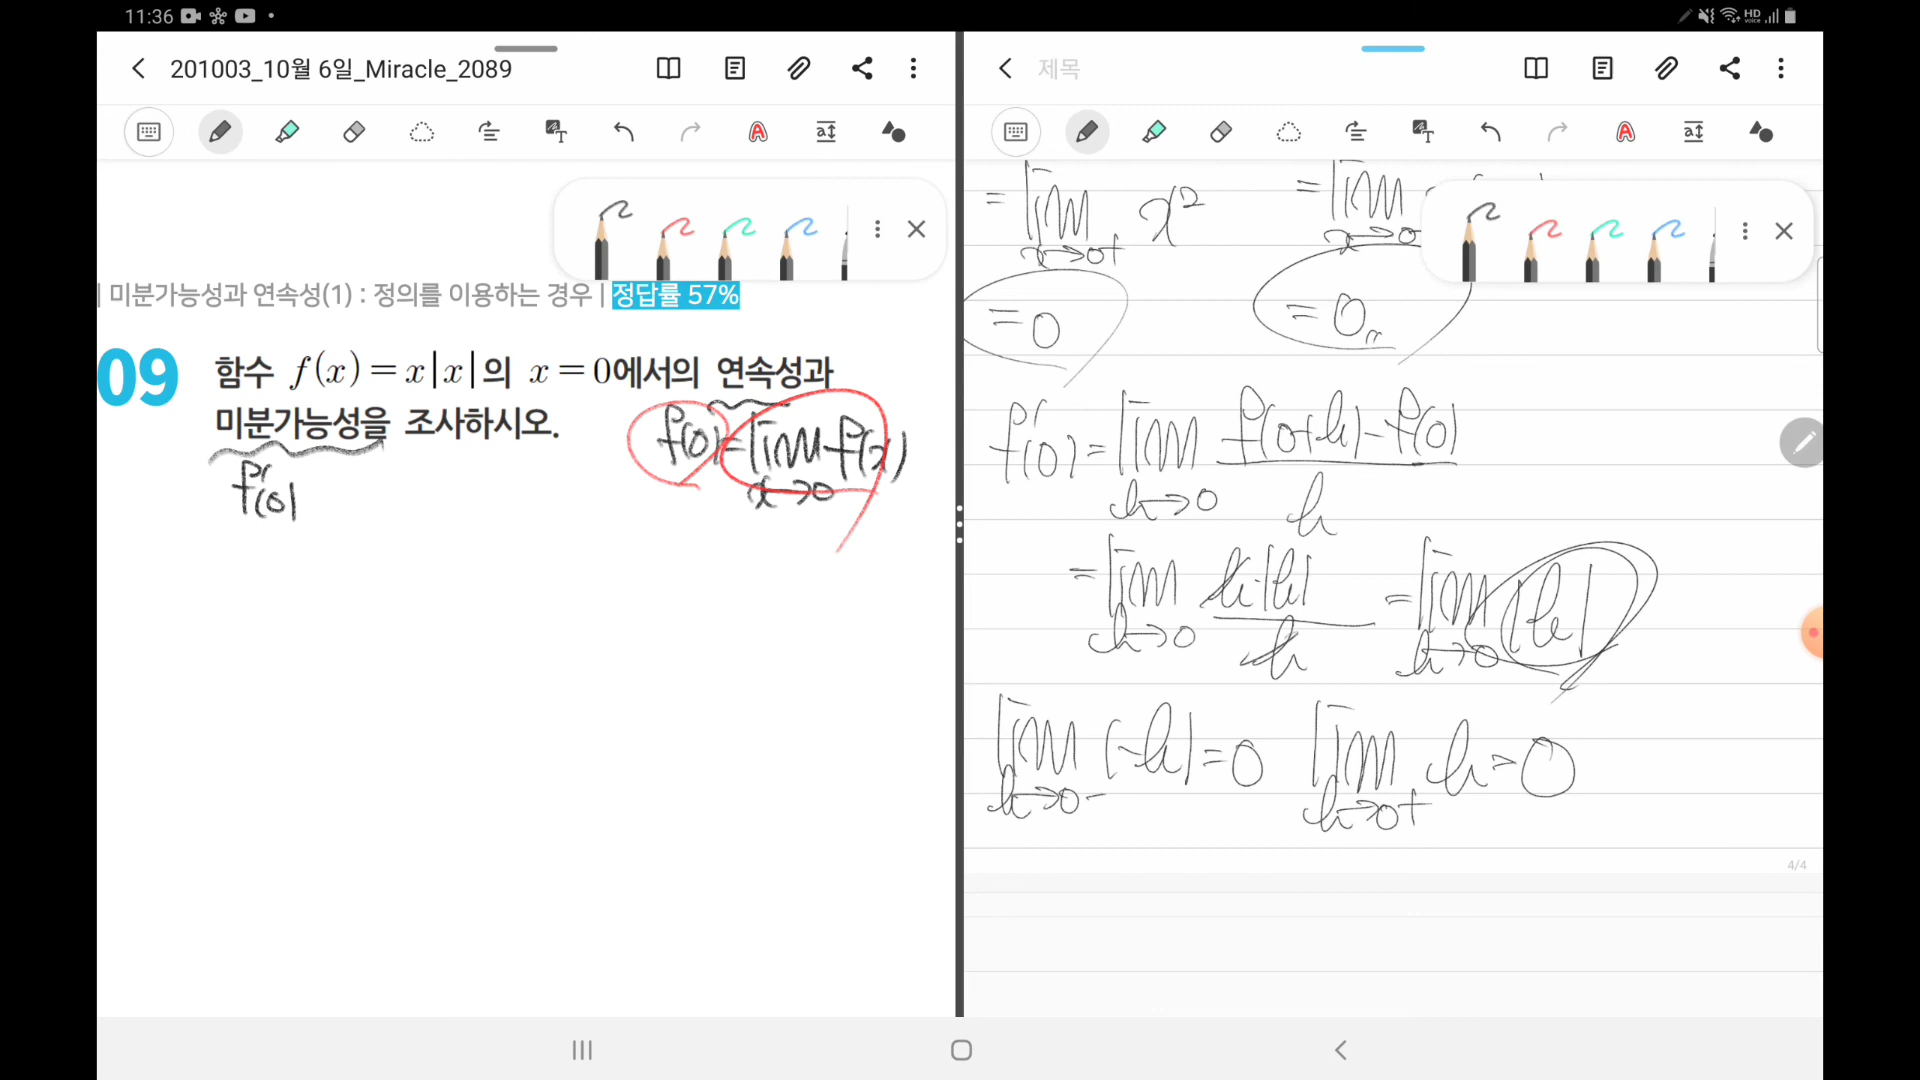 11:36
HD
VOICE
201003_10월 6일_Miracle_2089
제목
| 미분가능성과 연속성(1) : 정의를 이용하는 경우 | 정답률 57%
09 함수 f(x)=x|x|의 x=0에서의 연속성과
미분가능성을 조사하시오.
f(0)=lim f(x)
x→0
f'(0)
=lim x² =lim
x→0+ x→0
=0 =0
f'(0)=lim f(0+h)-f(0)
h→0 h
=lim h·|h| =lim |h|
h→0 h h→0
lim (-h)=0 lim h=0
h→0- h→0+
4/4